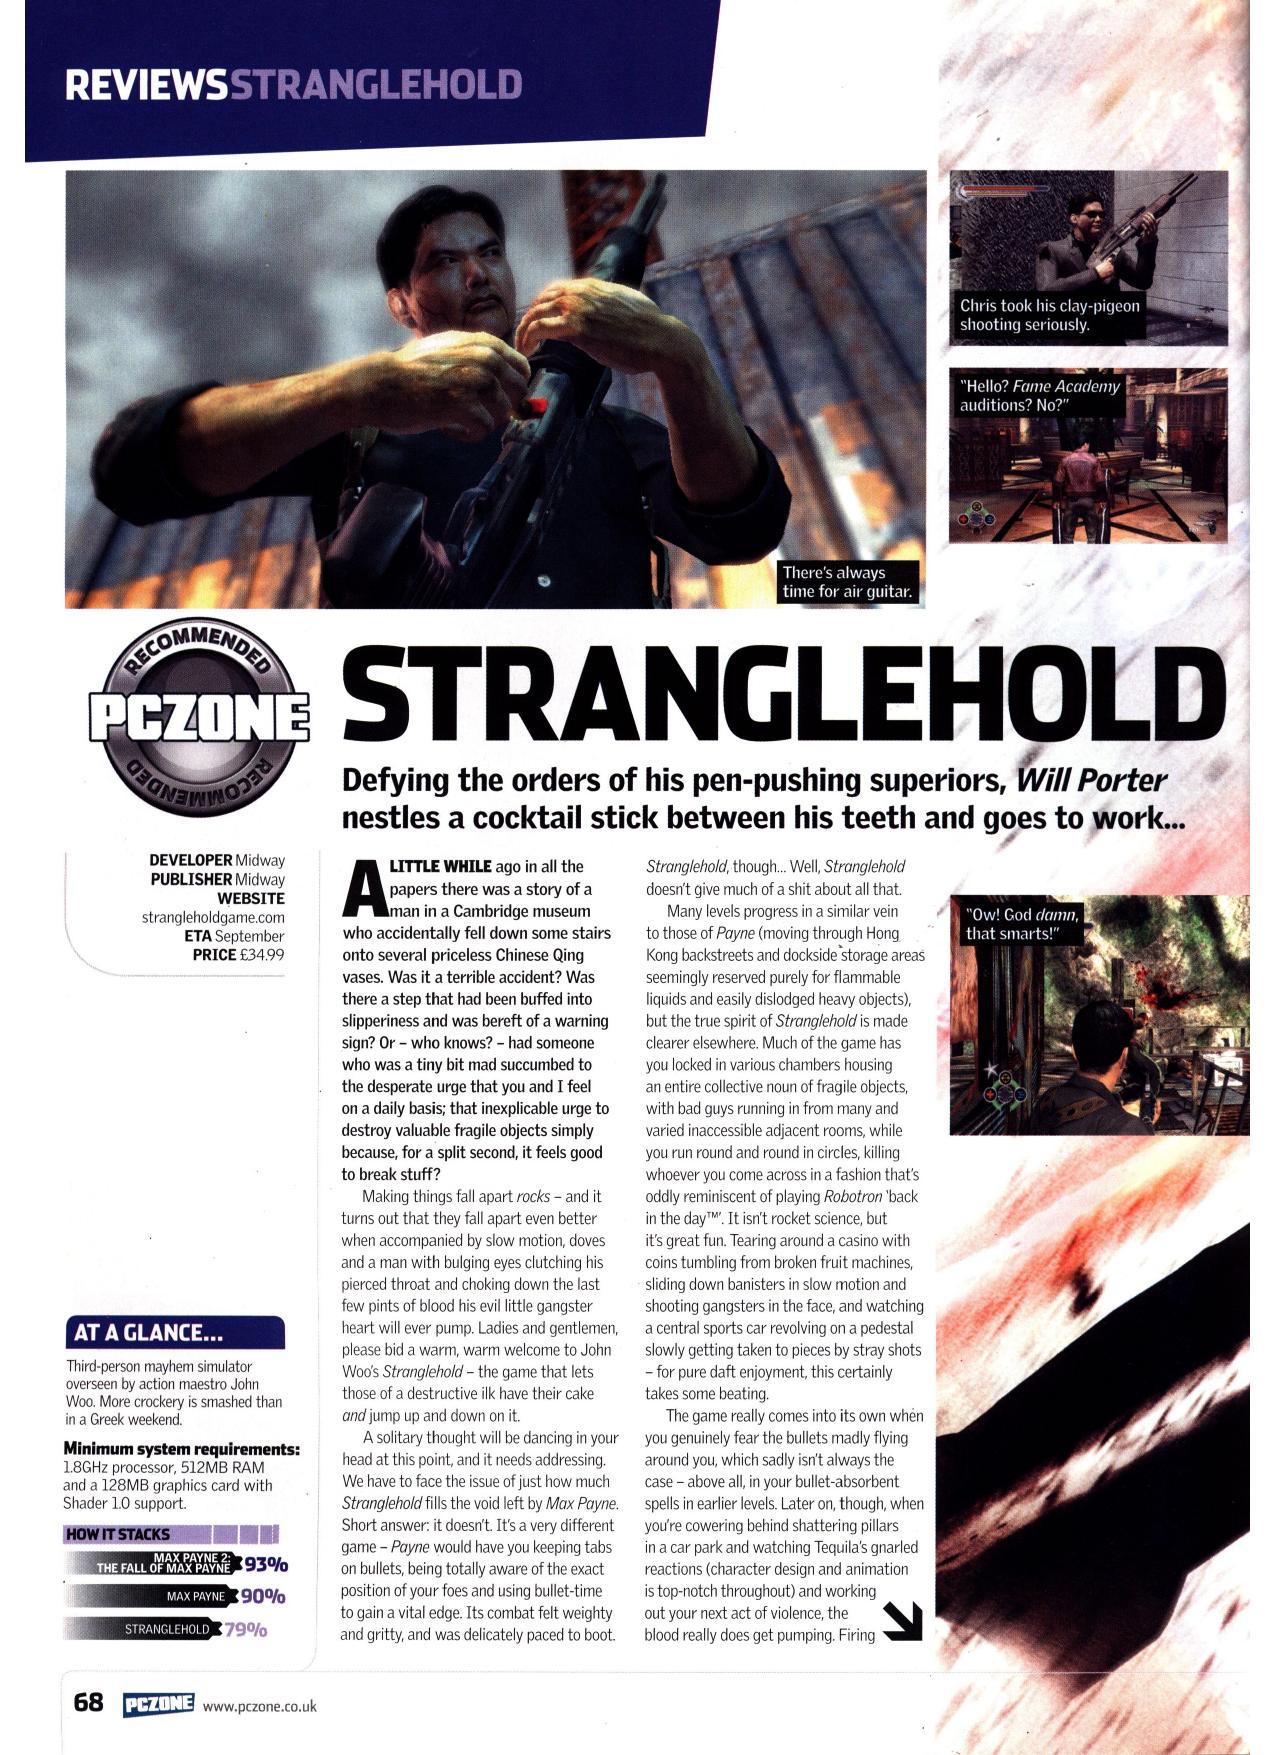 REVIEWS STRANGLEHOLD
Chris took his clay-pigeon
shooting seriously.
"Hello? Fame Academy
auditions? No?"
There's always
time for air guitar.
RECOMMENDED
PCZONE
RECOMMENDED
STRANGLEHOLD
Defying the orders of his pen-pushing superiors, Will Porter
nestles a cocktail stick between his teeth and goes to work...
DEVELOPER Midway
PUBLISHER Midway
WEBSITE
strangleholdgame.com
ETA September
PRICE £34.99
AT A GLANCE...
Third-person mayhem simulator
overseen by action maestro John
Woo. More crockery is smashed than
in a Greek weekend.
Minimum system requirements:
1.8GHz processor, 512MB RAM
and a 128MB graphics card with
Shader 1.0 support.
HOW IT STACKS
MAX PAYNE 2:
THE FALL OF MAX PAYNE 93%
MAX PAYNE 90%
STRANGLEHOLD 79%
A LITTLE WHILE ago in all the
papers there was a story of a
man in a Cambridge museum
who accidentally fell down some stairs
onto several priceless Chinese Qing
vases. Was it a terrible accident? Was
there a step that had been buffed into
slipperiness and was bereft of a warning
sign? Or – who knows? – had someone
who was a tiny bit mad succumbed to
the desperate urge that you and I feel
on a daily basis; that inexplicable urge to
destroy valuable fragile objects simply
because, for a split second, it feels good
to break stuff?
Making things fall apart rocks – and it
turns out that they fall apart even better
when accompanied by slow motion, doves
and a man with bulging eyes clutching his
pierced throat and choking down the last
few pints of blood his evil little gangster
heart will ever pump. Ladies and gentlemen,
please bid a warm, warm welcome to John
Woo's Stranglehold – the game that lets
those of a destructive ilk have their cake
and jump up and down on it.
A solitary thought will be dancing in your
head at this point, and it needs addressing.
We have to face the issue of just how much
Stranglehold fills the void left by Max Payne.
Short answer: it doesn't. It's a very different
game – Payne would have you keeping tabs
on bullets, being totally aware of the exact
position of your foes and using bullet-time
to gain a vital edge. Its combat felt weighty
and gritty, and was delicately paced to boot.
Stranglehold, though... Well, Stranglehold
doesn't give much of a shit about all that.
Many levels progress in a similar vein
to those of Payne (moving through Hong
Kong backstreets and dockside storage areas
seemingly reserved purely for flammable
liquids and easily dislodged heavy objects),
but the true spirit of Stranglehold is made
clearer elsewhere. Much of the game has
you locked in various chambers housing
an entire collective noun of fragile objects,
with bad guys running in from many and
varied inaccessible adjacent rooms, while
you run round and round in circles, killing
whoever you come across in a fashion that's
oddly reminiscent of playing Robotron 'back
in the day™'. It isn't rocket science, but
it's great fun. Tearing around a casino with
coins tumbling from broken fruit machines,
sliding down banisters in slow motion and
shooting gangsters in the face, and watching
a central sports car revolving on a pedestal
slowly getting taken to pieces by stray shots
– for pure daft enjoyment, this certainly
takes some beating.
The game really comes into its own when
you genuinely fear the bullets madly flying
around you, which sadly isn't always the
case – above all, in your bullet-absorbent
spells in earlier levels. Later on, though, when
you're cowering behind shattering pillars
in a car park and watching Tequila's gnarled
reactions (character design and animation
is top-notch throughout) and working
out your next act of violence, the
blood really does get pumping. Firing
"Ow! God damn,
that smarts!"
68 PCZONE www.pczone.co.uk